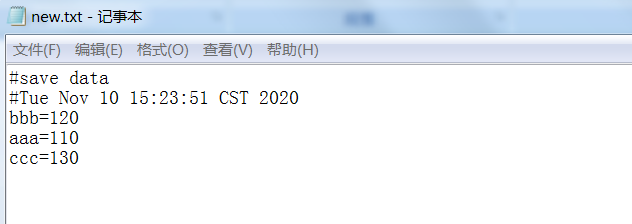 new.txt - 记事本
文件(F) 编辑(E) 格式(O) 查看(V) 帮助(H)
#save data
#Tue Nov 10 15:23:51 CST 2020
bbb=120
aaa=110
ccc=130